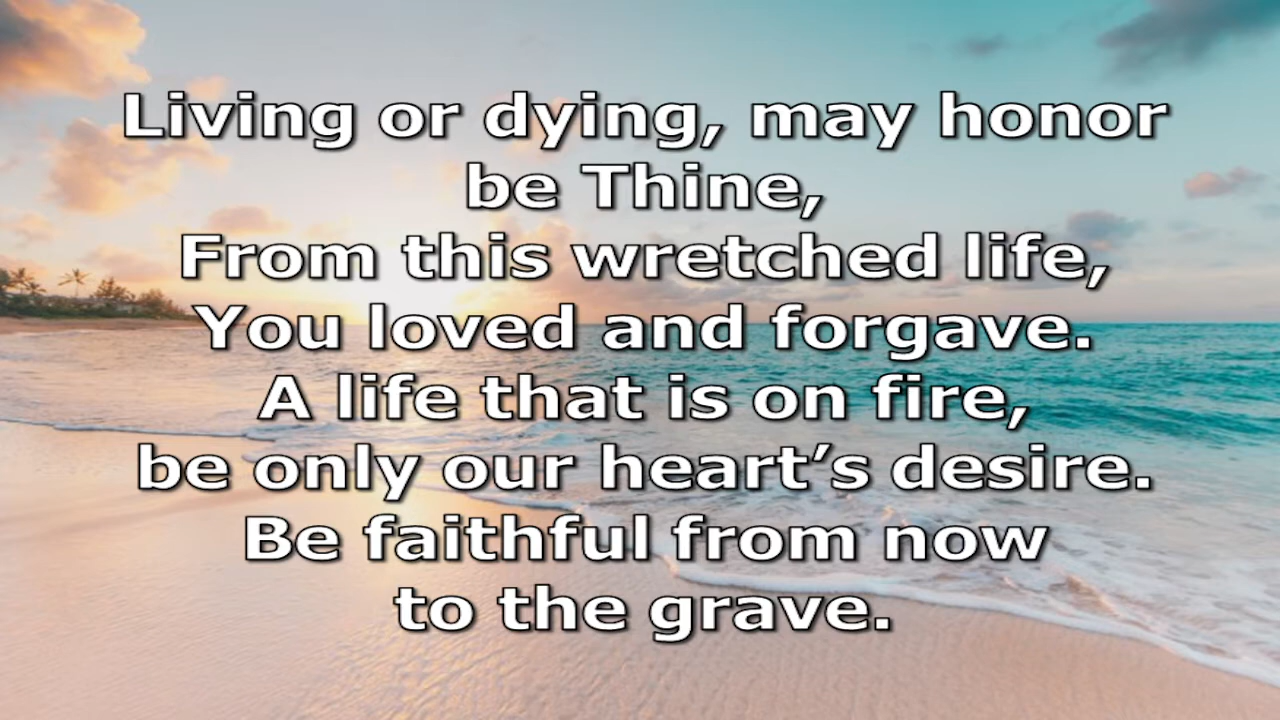 Living or dying, may honor
be Thine,
From this wretched life,
You loved and forgave.
A life that is on fire,
be only our heart’s desire.
Be faithful from now
to the grave.